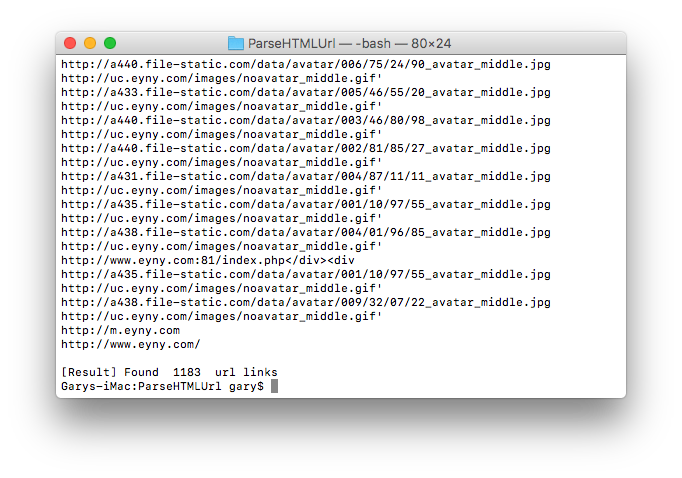 ParseHTMLUrl — -bash — 80×24
http://a440.file-static.com/data/avatar/006/75/24/90_avatar_middle.jpg
http://uc.eyny.com/images/noavatar_middle.gif'
http://a433.file-static.com/data/avatar/005/46/55/20_avatar_middle.jpg
http://uc.eyny.com/images/noavatar_middle.gif'
http://a440.file-static.com/data/avatar/003/46/80/98_avatar_middle.jpg
http://uc.eyny.com/images/noavatar_middle.gif'
http://a440.file-static.com/data/avatar/002/81/85/27_avatar_middle.jpg
http://uc.eyny.com/images/noavatar_middle.gif'
http://a431.file-static.com/data/avatar/004/87/11/11_avatar_middle.jpg
http://uc.eyny.com/images/noavatar_middle.gif'
http://a435.file-static.com/data/avatar/001/10/97/55_avatar_middle.jpg
http://uc.eyny.com/images/noavatar_middle.gif'
http://a438.file-static.com/data/avatar/004/01/96/85_avatar_middle.jpg
http://uc.eyny.com/images/noavatar_middle.gif'
http://www.eyny.com:81/index.php</div><div
http://a435.file-static.com/data/avatar/001/10/97/55_avatar_middle.jpg
http://uc.eyny.com/images/noavatar_middle.gif'
http://a438.file-static.com/data/avatar/009/32/07/22_avatar_middle.jpg
http://uc.eyny.com/images/noavatar_middle.gif'
http://m.eyny.com
http://www.eyny.com/
[Result] Found  1183  url links
Garys-iMac:ParseHTMLUrl gary$